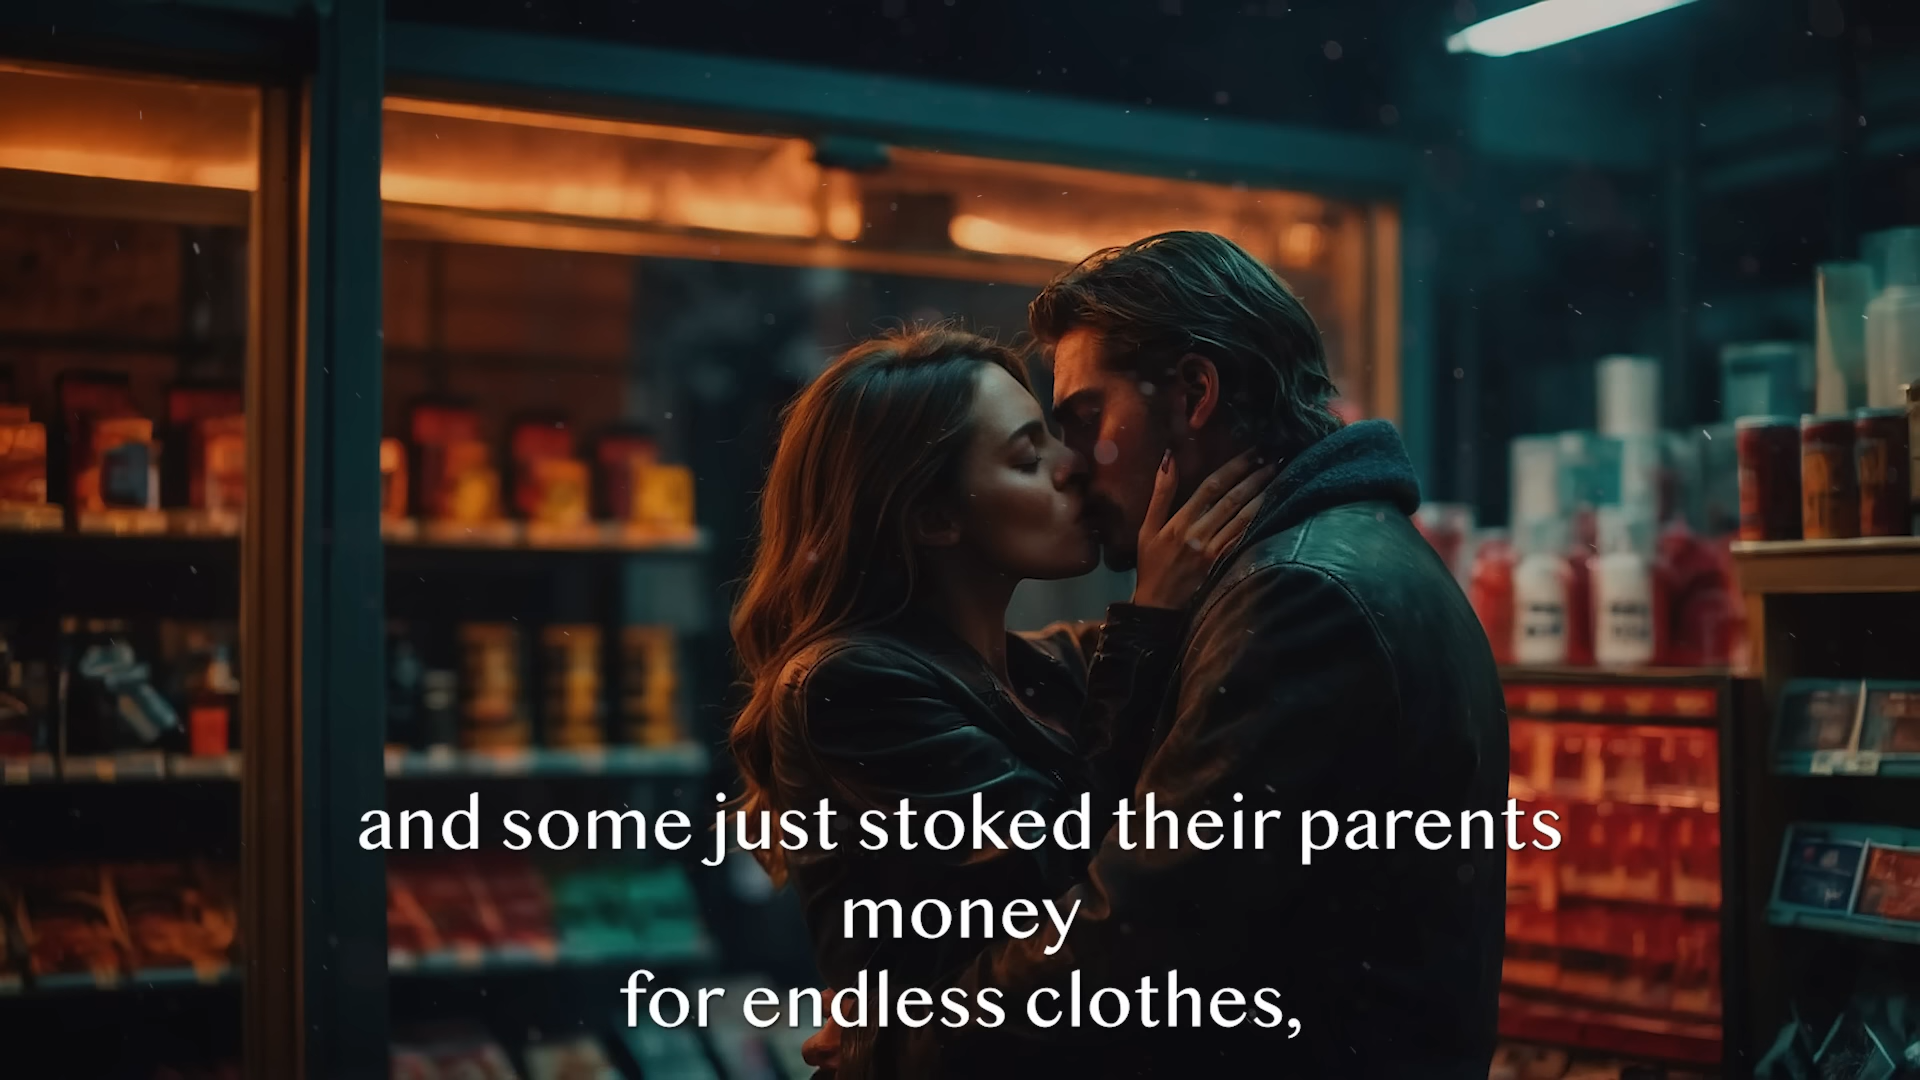 and some just stoked their parents
money
for endless clothes,